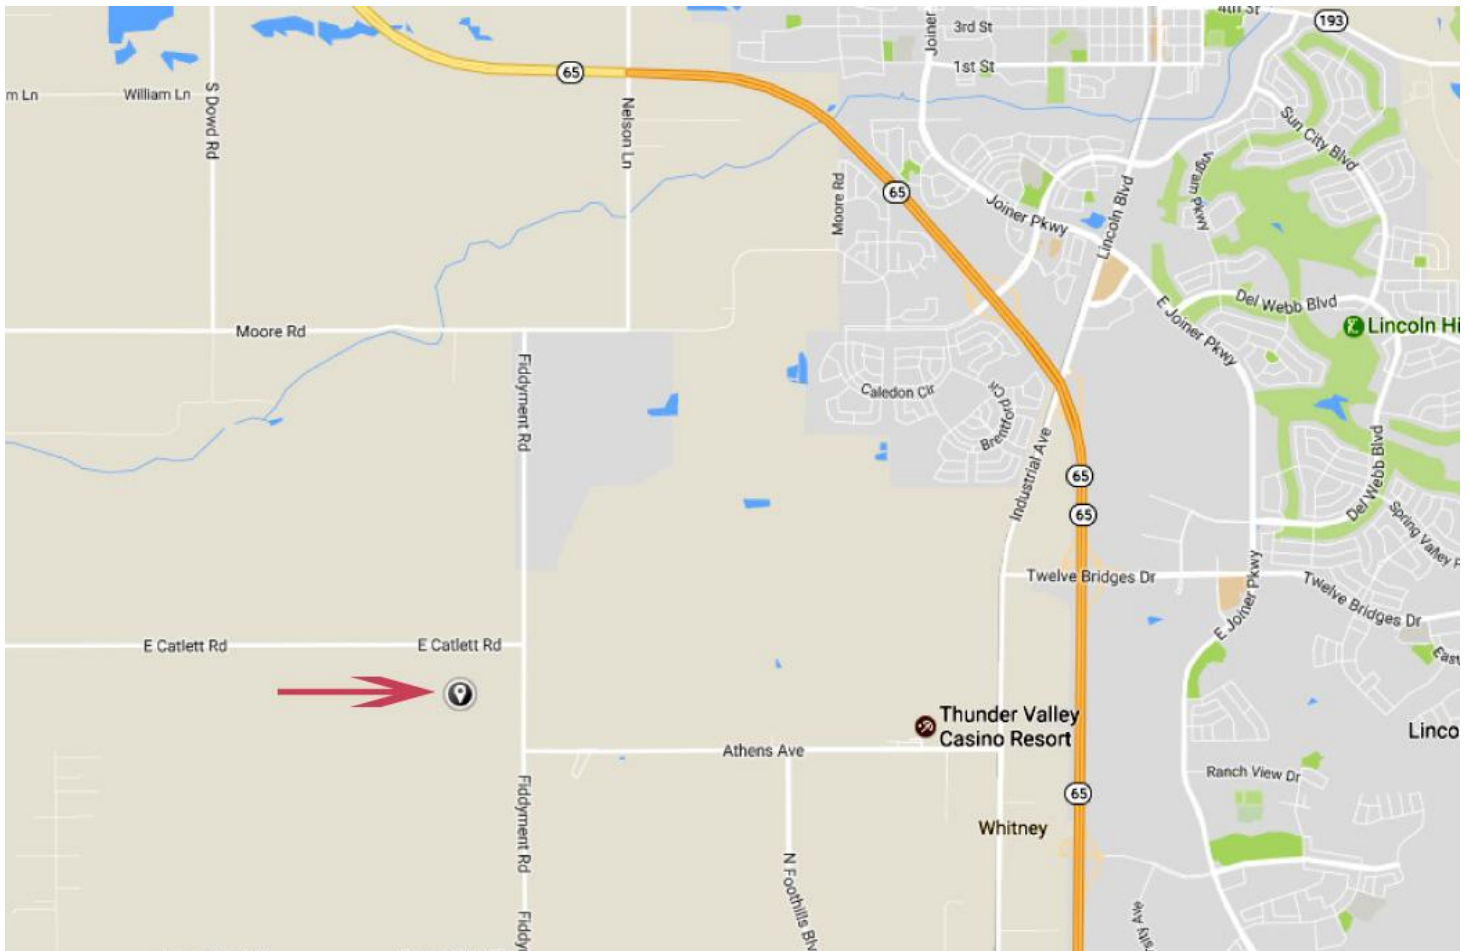 4th St
193
3rd St
Joiner
1st St
65
m Ln
William Ln
S Dowd Rd
Nelson Ln
Sun City Blvd
Ingram Pkwy
65
Moore Rd
Joiner Pkwy
Lincoln Blvd
Del Webb Blvd
E Joiner Pkwy
Lincoln Hi
Moore Rd
Fiddyment Rd
Caledon Cir
Brentford Cir
Industrial Ave
65
65
Del Webb Blvd
Spring Valley P
Twelve Bridges Dr
Twelve Bridges Dr
E Joiner Pkwy
East
E Catlett Rd
E Catlett Rd
Thunder Valley
Casino Resort
Linco
Athens Ave
Ranch View Dr
65
Whitney
Fiddyment Rd
N Foothills Blv
Fiddy
sity Ave